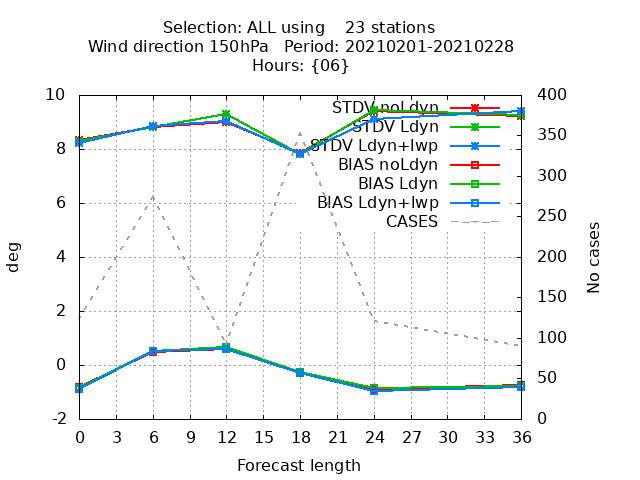 Selection: ALL using    23 stations
Wind direction 150hPa   Period: 20210201-20210228
Hours: {06}
10
8
6
4
2
0
-2
deg
400
350
300
250
200
150
100
50
0
No cases
STDV noLdyn
STDV Ldyn
STDV Ldyn+lwp
BIAS noLdyn
BIAS Ldyn
BIAS Ldyn+lwp
CASES
0 3 6 9 12 15 18 21 24 27 30 33 36
Forecast length